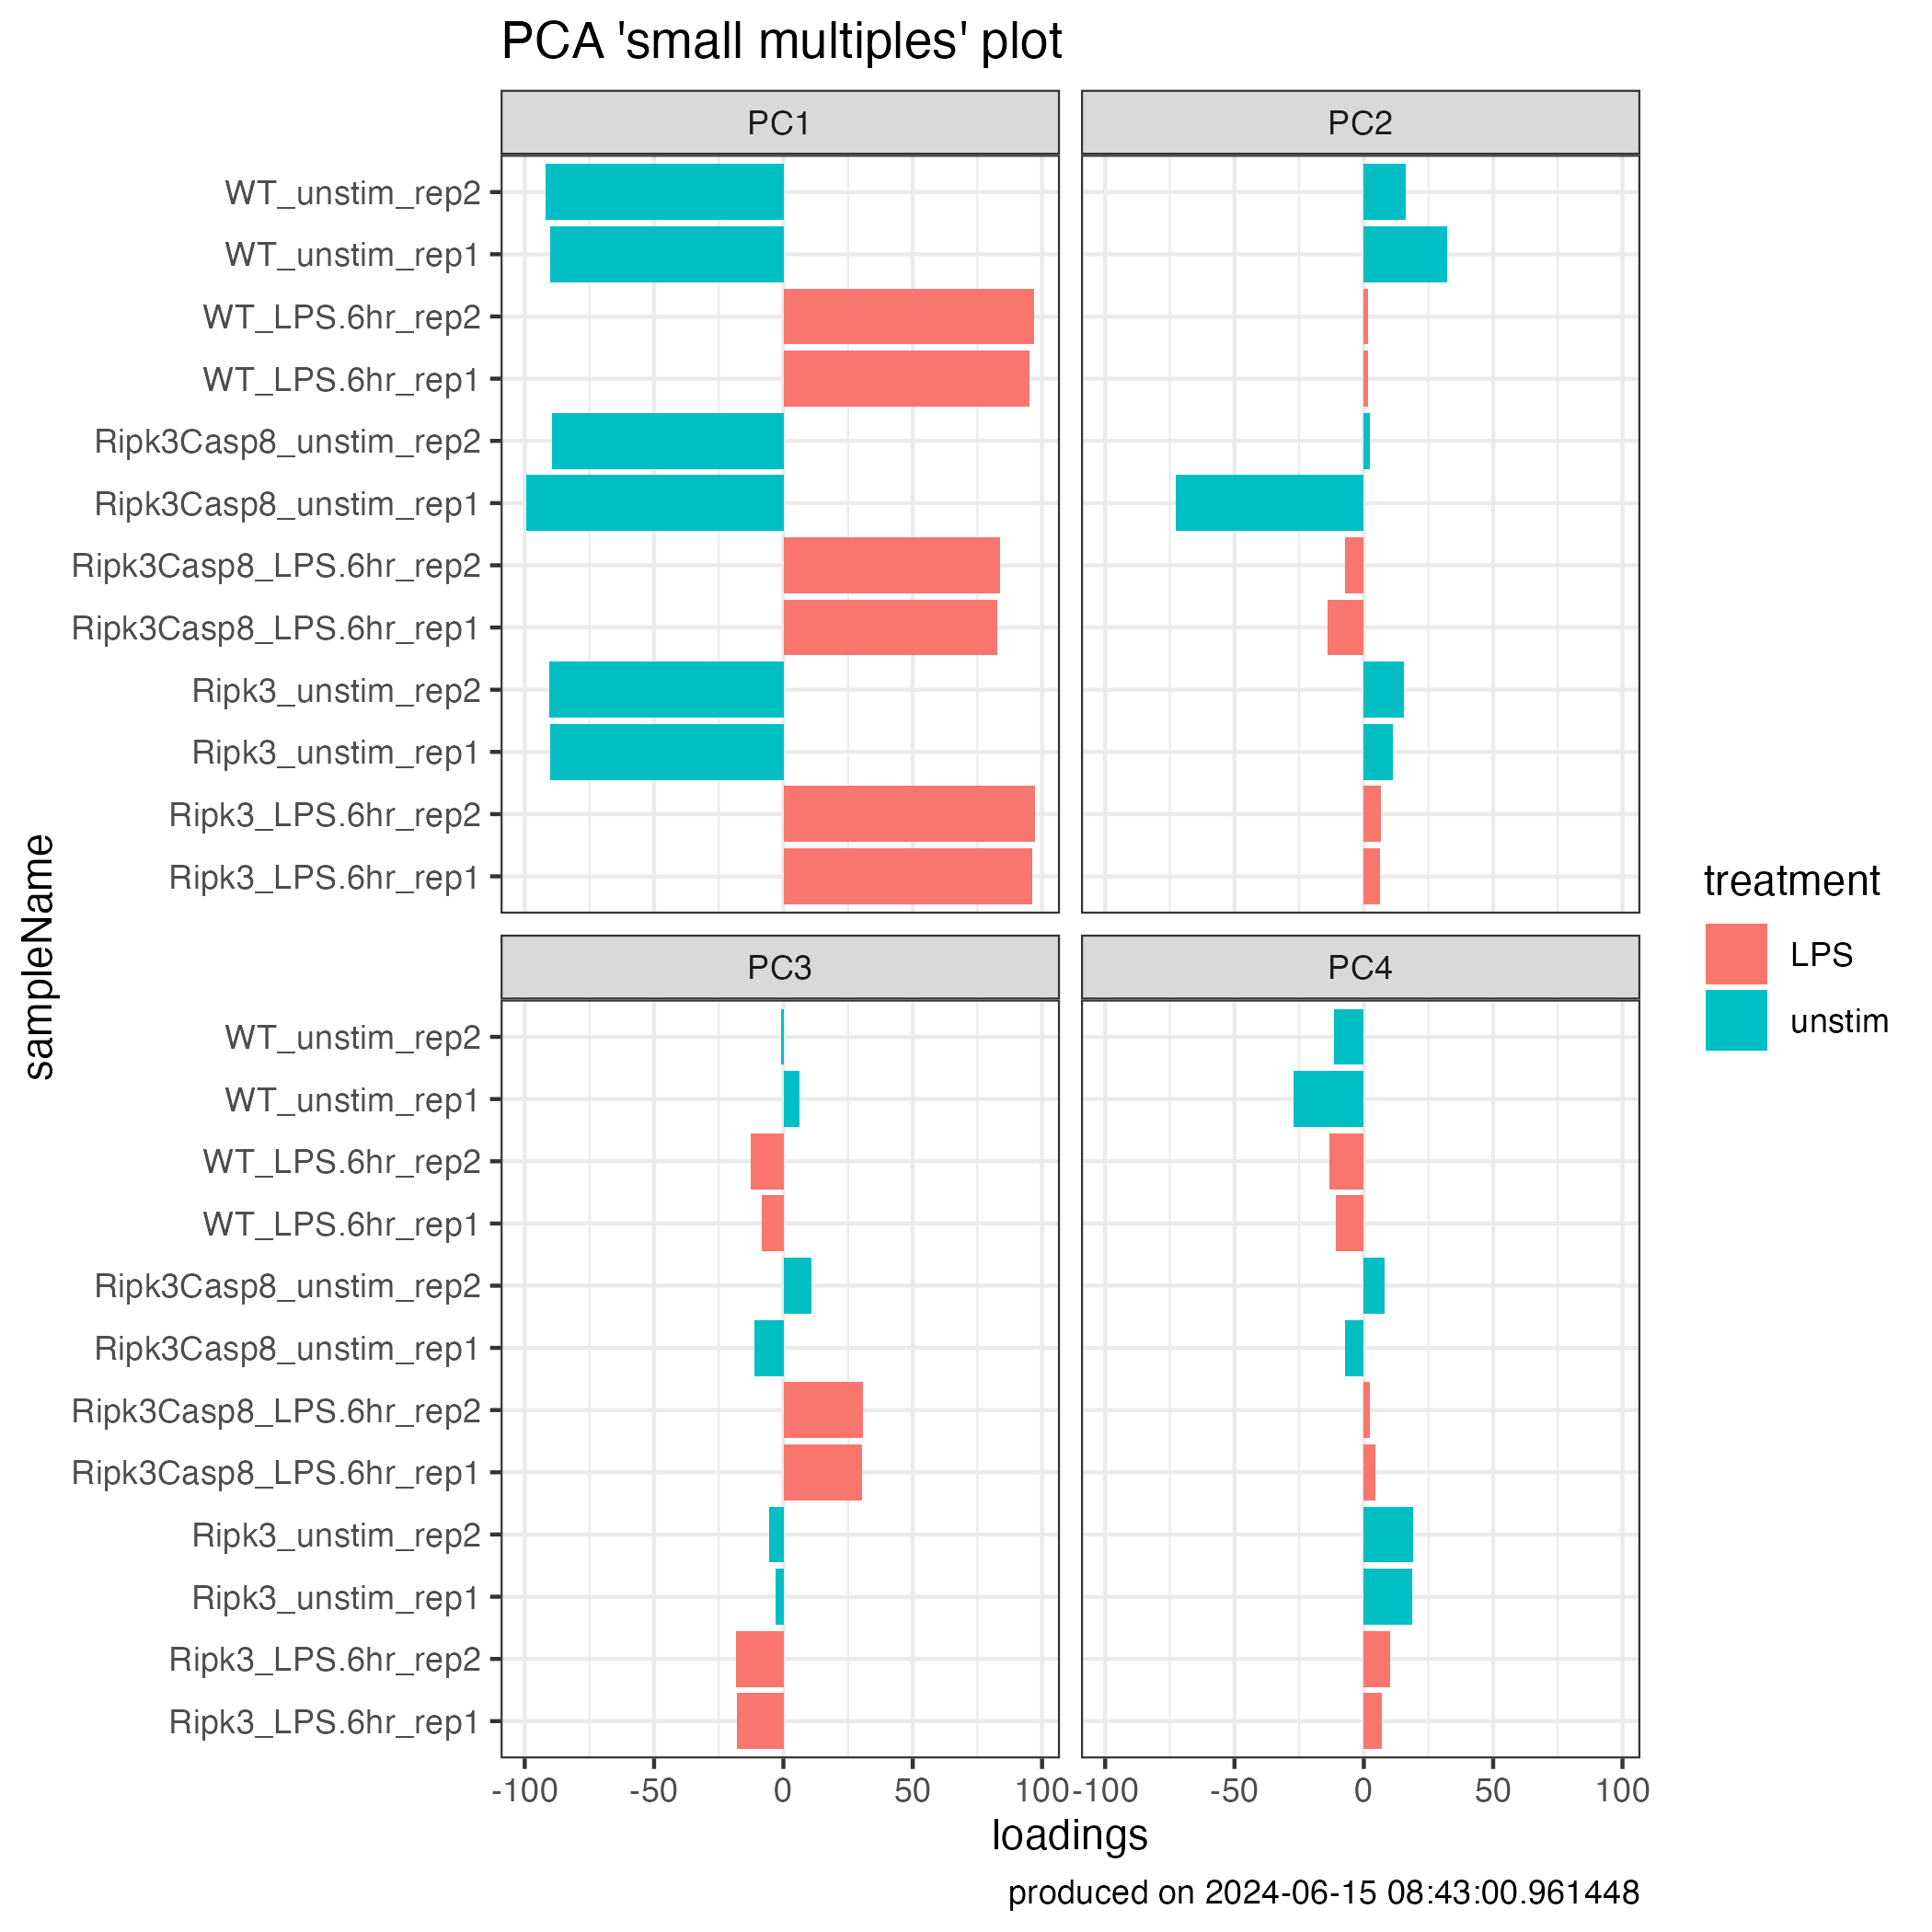 PCA 'small multiples' plot
PC1
PC2
WT_unstim_rep2
WT_unstim_rep1
WT_LPS.6hr_rep2
WT_LPS.6hr_rep1
Ripk3Casp8_unstim_rep2
Ripk3Casp8_unstim_rep1
Ripk3Casp8_LPS.6hr_rep2
Ripk3Casp8_LPS.6hr_rep1
Ripk3_unstim_rep2
Ripk3_unstim_rep1
Ripk3_LPS.6hr_rep2
Ripk3_LPS.6hr_rep1
sampleName
PC3
PC4
WT_unstim_rep2
WT_unstim_rep1
WT_LPS.6hr_rep2
WT_LPS.6hr_rep1
Ripk3Casp8_unstim_rep2
Ripk3Casp8_unstim_rep1
Ripk3Casp8_LPS.6hr_rep2
Ripk3Casp8_LPS.6hr_rep1
Ripk3_unstim_rep2
Ripk3_unstim_rep1
Ripk3_LPS.6hr_rep2
Ripk3_LPS.6hr_rep1
-100 -50 0 50 100
-100 -50 0 50 100
loadings
treatment
LPS
unstim
produced on 2024-06-15 08:43:00.961448